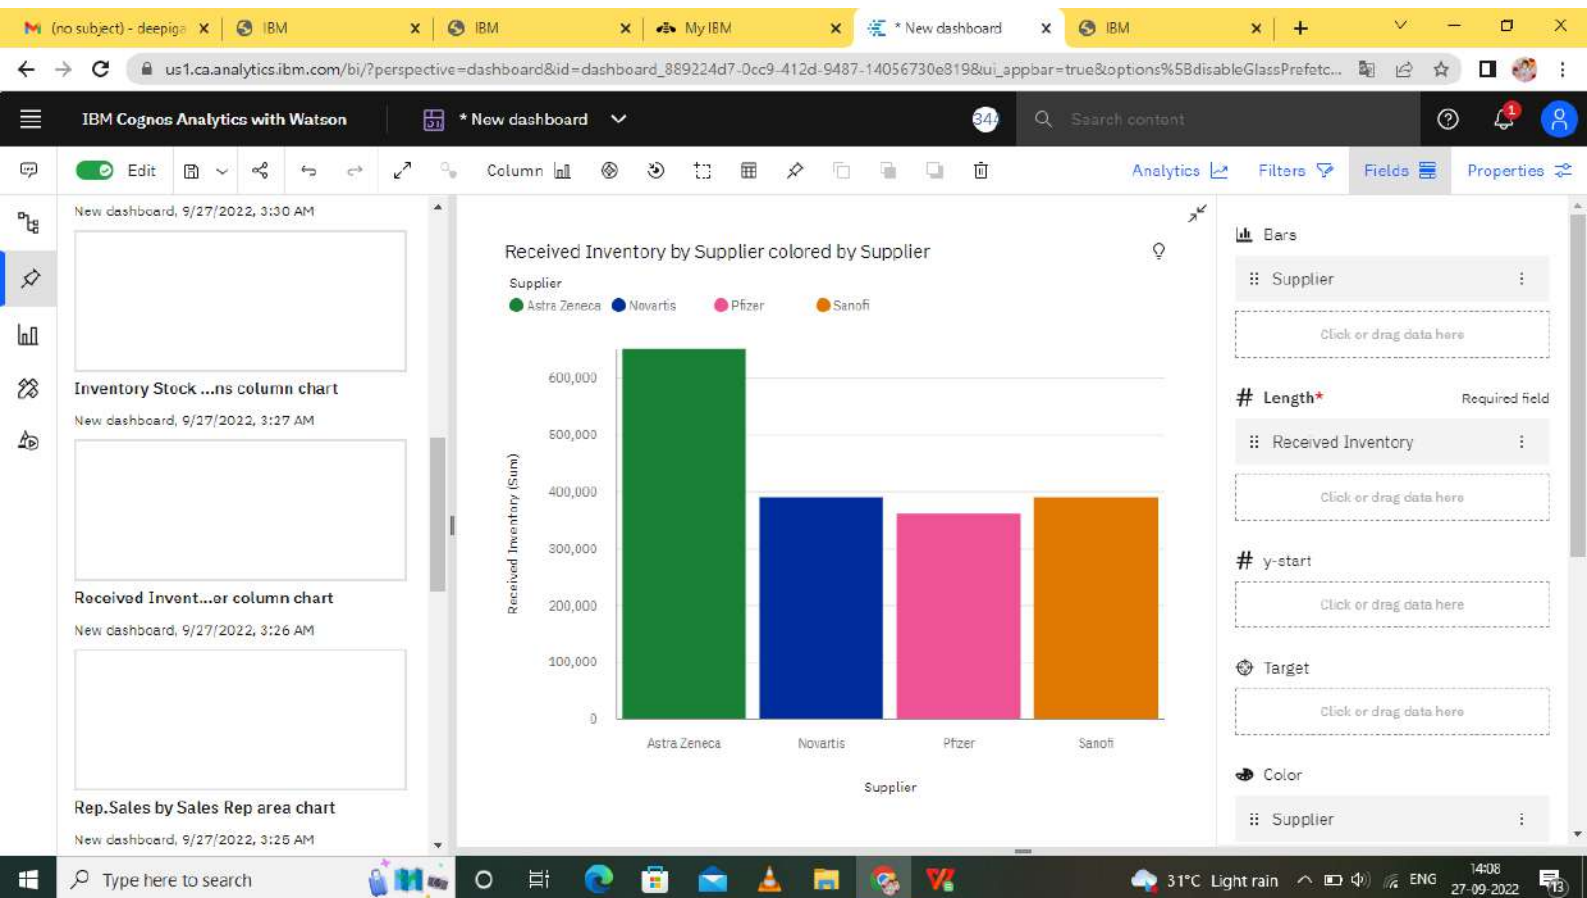 (no subject) - deepiga
IBM
IBM
My IBM
* New dashboard
IBM
us1.ca.analytics.ibm.com/bi/?perspective=dashboard&id=dashboard_889224d7-0cc9-412d-9487-14056730e819&ui_appbar=true&options%5BdisableGlassPrefetc...
IBM Cognos Analytics with Watson
* New dashboard
344
Search content
1
Edit
Column
Analytics
Filters
Fields
Properties
New dashboard, 9/27/2022, 3:30 AM
Inventory Stock ...ns column chart
New dashboard, 9/27/2022, 3:27 AM
Received Invent...er column chart
New dashboard, 9/27/2022, 3:26 AM
Rep.Sales by Sales Rep area chart
New dashboard, 9/27/2022, 3:25 AM
Received Inventory by Supplier colored by Supplier
Supplier
Astra Zeneca Novartis Pfizer Sanofi
Received Inventory (Sum)
600,000
500,000
400,000
300,000
200,000
100,000
0
Astra Zeneca Novartis Pfizer Sanofi
Supplier
Bars
Supplier
Click or drag data here
# Length* Required field
Received Inventory
Click or drag data here
# y-start
Click or drag data here
Target
Click or drag data here
Color
Supplier
Type here to search
31°C Light rain
ENG
14:08
27-09-2022
13